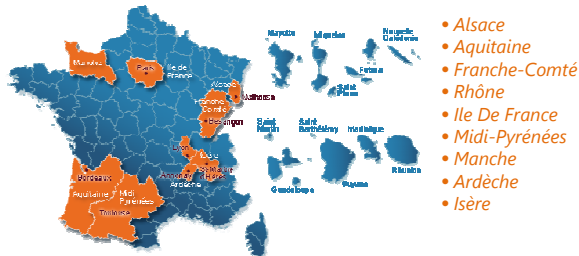 Manche
Paris
Ile de
France
Alsace
Mulhouse
Franche
Comté
Besançon
Lyon
Isère
Annonay
Ardèche
Bordeaux
Aquitaine
Midi
Pyrénées
Toulouse
Mayotte
Miquelon
Nouvelle
Calédonie
Futuna
Saint
Pierre
Saint
Martin
Saint
Barthélémy
Martinique
Guadeloupe
Guyane
Réunion
• Alsace
• Aquitaine
• Franche-Comté
• Rhône
• Ile De France
• Midi-Pyrénées
• Manche
• Ardèche
• Isère